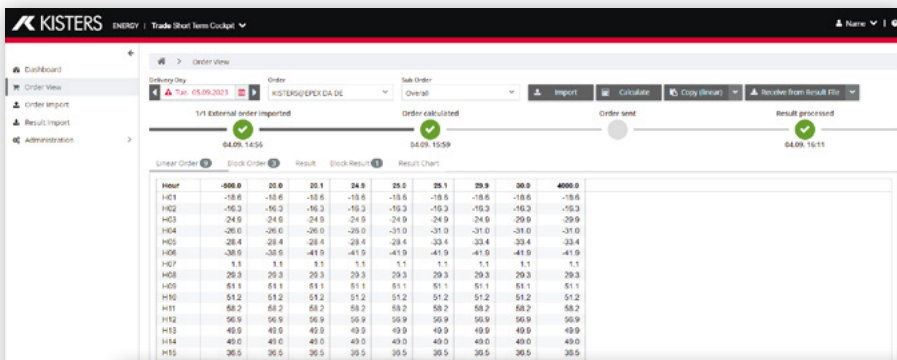 KISTERS ENERGY | Trade Short Term Cockpit Name
Dashboard
Order View
Order Import
Result Import
Administration
> Order View
Delivery Day Order Sub Order
Tue. 05.09.2023 KISTERS@EPEX DA DE Overall Import Calculate Copy (linear) Receive from Result File
1/1 External order imported Order calculated Order sent Result processed
04.09. 14:56 04.09. 15:59 04.09. 16:11
Linear Order 9 Block Order 3 Result Block Result 1 Result Chart
Hour -500.0 20.0 20.1 24.9 25.0 25.1 29.9 30.0 4000.0
H01 -18.6 -18.6 -18.6 -18.6 -18.6 -18.6 -18.6 -18.6 -18.6
H02 -16.3 -16.3 -16.3 -16.3 -16.3 -16.3 -16.3 -16.3 -16.3
H03 -24.9 -24.9 -24.9 -24.9 -24.9 -24.9 -24.9 -29.9 -29.9
H04 -26.0 -26.0 -26.0 -26.0 -31.0 -31.0 -31.0 -31.0 -31.0
H05 -28.4 -28.4 -28.4 -28.4 -28.4 -33.4 -33.4 -33.4 -33.4
H06 -38.9 -38.9 -41.9 -41.9 -41.9 -41.9 -41.9 -41.9 -41.9
H07 1.1 1.1 1.1 1.1 1.1 1.1 1.1 1.1 1.1
H08 29.3 29.3 29.3 29.3 29.3 29.3 29.3 29.3 29.3
H09 51.1 51.1 51.1 51.1 51.1 51.1 51.1 51.1 51.1
H10 51.2 51.2 51.2 51.2 51.2 51.2 51.2 51.2 51.2
H11 58.2 58.2 58.2 58.2 58.2 58.2 58.2 58.2 58.2
H12 56.9 56.9 56.9 56.9 56.9 56.9 56.9 56.9 56.9
H13 49.9 49.9 49.9 49.9 49.9 49.9 49.9 49.9 49.9
H14 49.0 49.0 49.0 49.0 49.0 49.0 49.0 49.0 49.0
H15 36.5 36.5 36.5 36.5 36.5 36.5 36.5 36.5 36.5